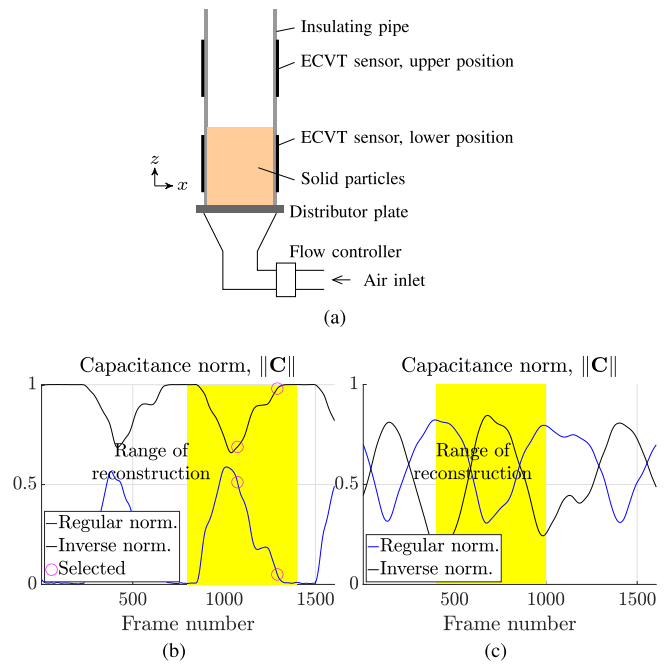 Insulating pipe
ECVT sensor, upper position
ECVT sensor, lower position
z
x
Solid particles
Distributor plate
Flow controller
Air inlet
(a)
Capacitance norm, ‖C‖
1
0.5
0
Range of
reconstruction
Regular norm.
Inverse norm.
Selected
500
1000
1500
Frame number
(b)
Capacitance norm, ‖C‖
1
0.5
0
Range of
reconstruction
Regular norm.
Inverse norm.
500
1000
1500
Frame number
(c)